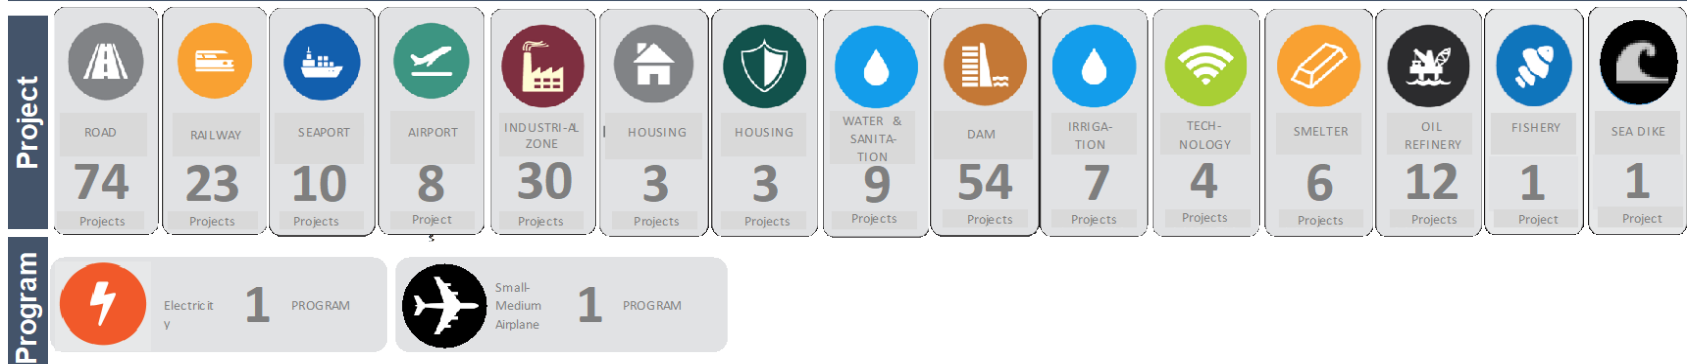 Project
ROAD
74
Projects
RAILWAY
23
Projects
SEAPORT
10
Projects
AIRPORT
8
Project
s
INDUSTRI-AL
ZONE
30
Projects
HOUSING
3
Projects
HOUSING
3
Projects
WATER &
SANITA-
TION
9
Projects
DAM
54
Projects
IRRIGA-
TION
7
Projects
TECH-
NOLOGY
4
Projects
SMELTER
6
Projects
OIL
REFINERY
12
Projects
FISHERY
1
Project
SEA DIKE
1
Project
Program
Electricit
y
1
PROGRAM
Small-
Medium
Airplane
1
PROGRAM